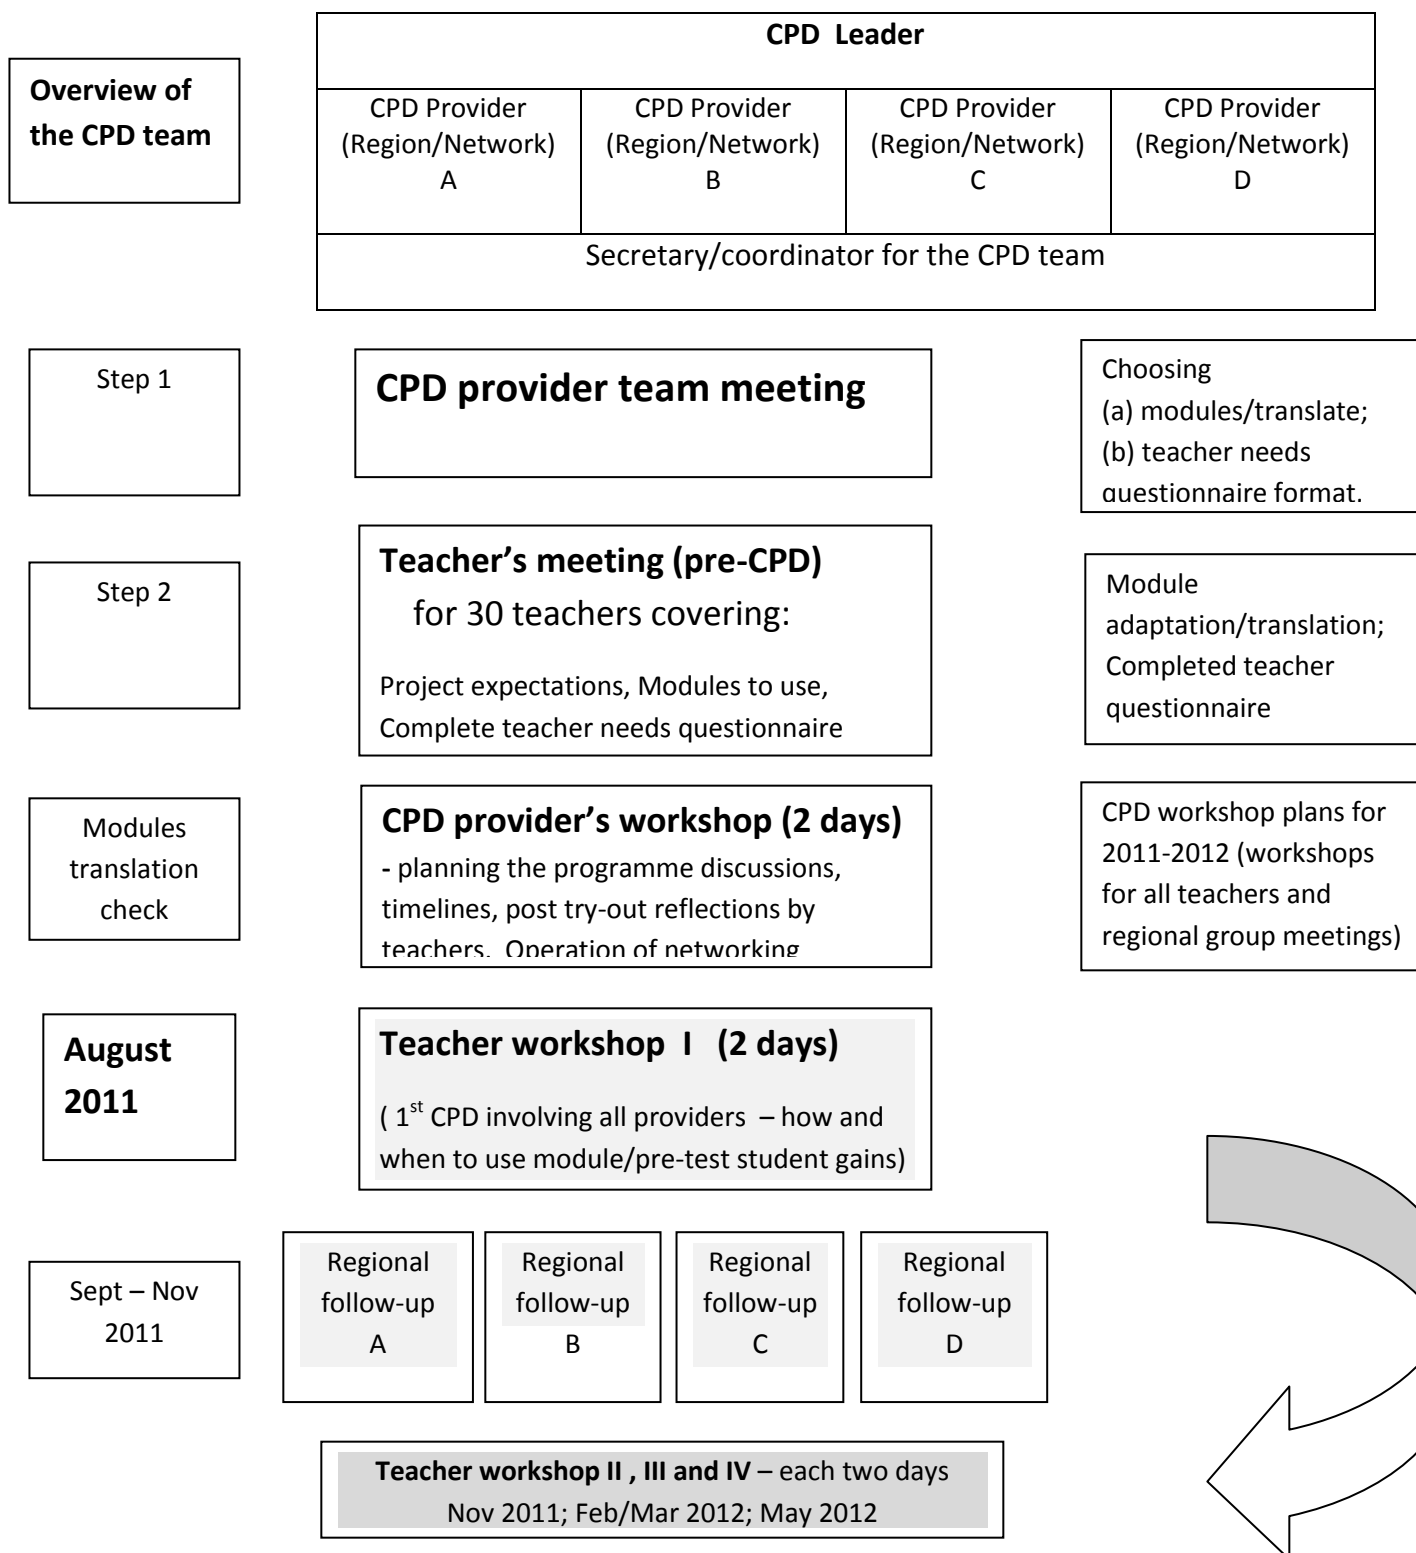 CPD Leader
Overview of
the CPD team
CPD Provider
(Region/Network)
A
CPD Provider
(Region/Network)
B
CPD Provider
(Region/Network)
C
CPD Provider
(Region/Network)
D
Secretary/coordinator for the CPD team
Step 1
CPD provider team meeting
Choosing
(a) modules/translate;
(b) teacher needs
questionnaire format.
Step 2
Teacher’s meeting (pre-CPD)
for 30 teachers covering:
Project expectations, Modules to use,
Complete teacher needs questionnaire
Module
adaptation/translation;
Completed teacher
questionnaire
Modules
translation
check
CPD provider’s workshop (2 days)
- planning the programme discussions,
timelines, post try-out reflections by
teachers. Operation of networking
CPD workshop plans for
2011-2012 (workshops
for all teachers and
regional group meetings)
August
2011
Teacher workshop I (2 days)
( 1st CPD involving all providers – how and
when to use module/pre-test student gains)
Sept – Nov
2011
Regional
follow-up
A
Regional
follow-up
B
Regional
follow-up
C
Regional
follow-up
D
Teacher workshop II , III and IV – each two days
Nov 2011; Feb/Mar 2012; May 2012